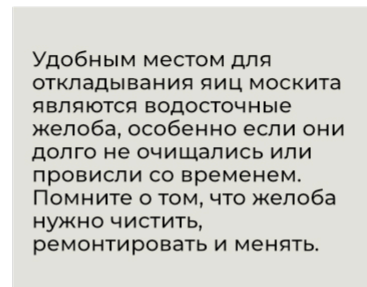 Удобным местом для
откладывания яиц москита
являются водосточные
желоба, особенно если они
долго не очищались или
провисли со временем.
Помните о том, что желоба
нужно чистить,
ремонтировать и менять.